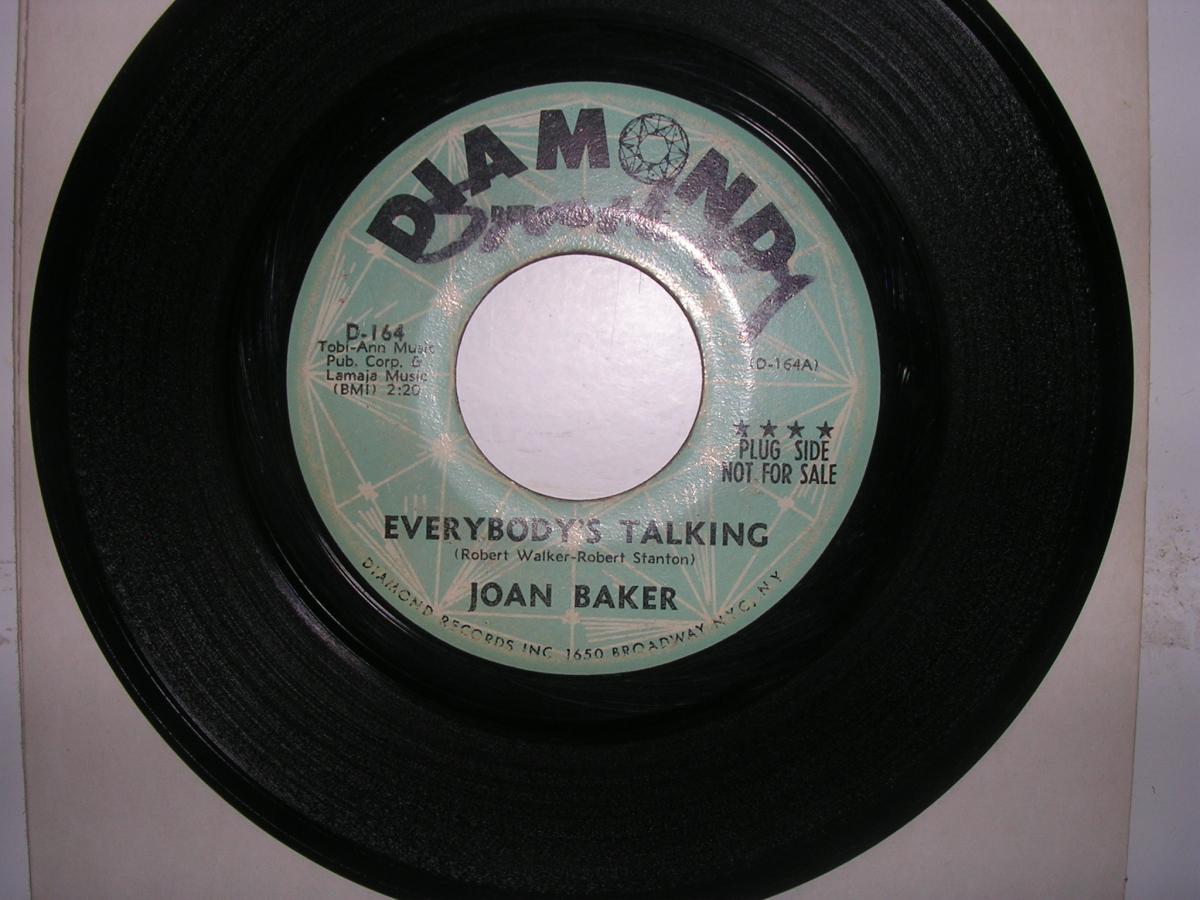 DIAMOND
RECORDS
D-164
Tobi-Ann Music
Pub. Corp. &
Lamaja Music
(BMI) 2:20
(D-164A)
★ ★ ★ ★
PLUG SIDE
NOT FOR SALE
EVERYBODY'S TALKING
(Robert Walker-Robert Stanton)
JOAN BAKER
DIAMOND RECORDS INC 1650 BROADWAY N.Y.C. N.Y